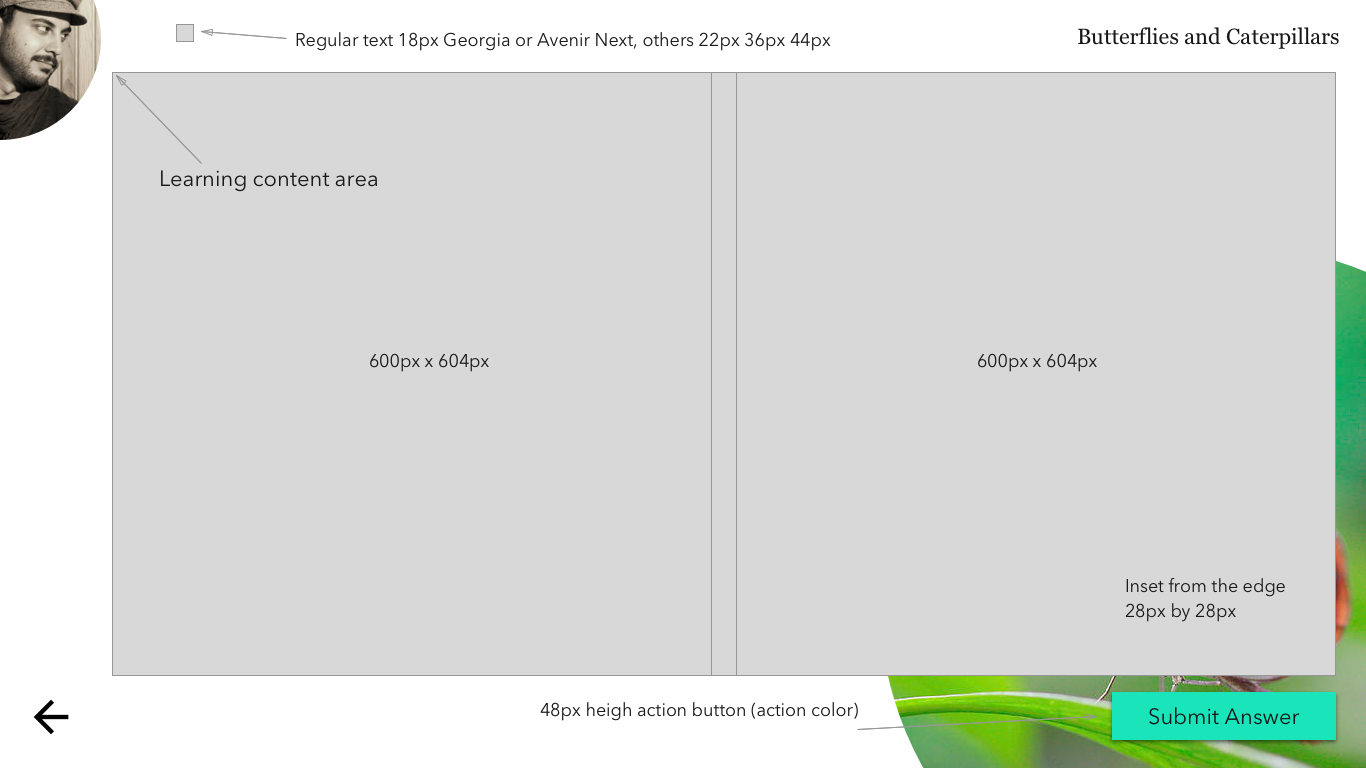 Regular text 18px Georgia or Avenir Next, others 22px 36px 44px
Butterflies and Caterpillars
Learning content area
600px x 604px
600px x 604px
Inset from the edge
28px by 28px
48px heigh action button (action color)
Submit Answer